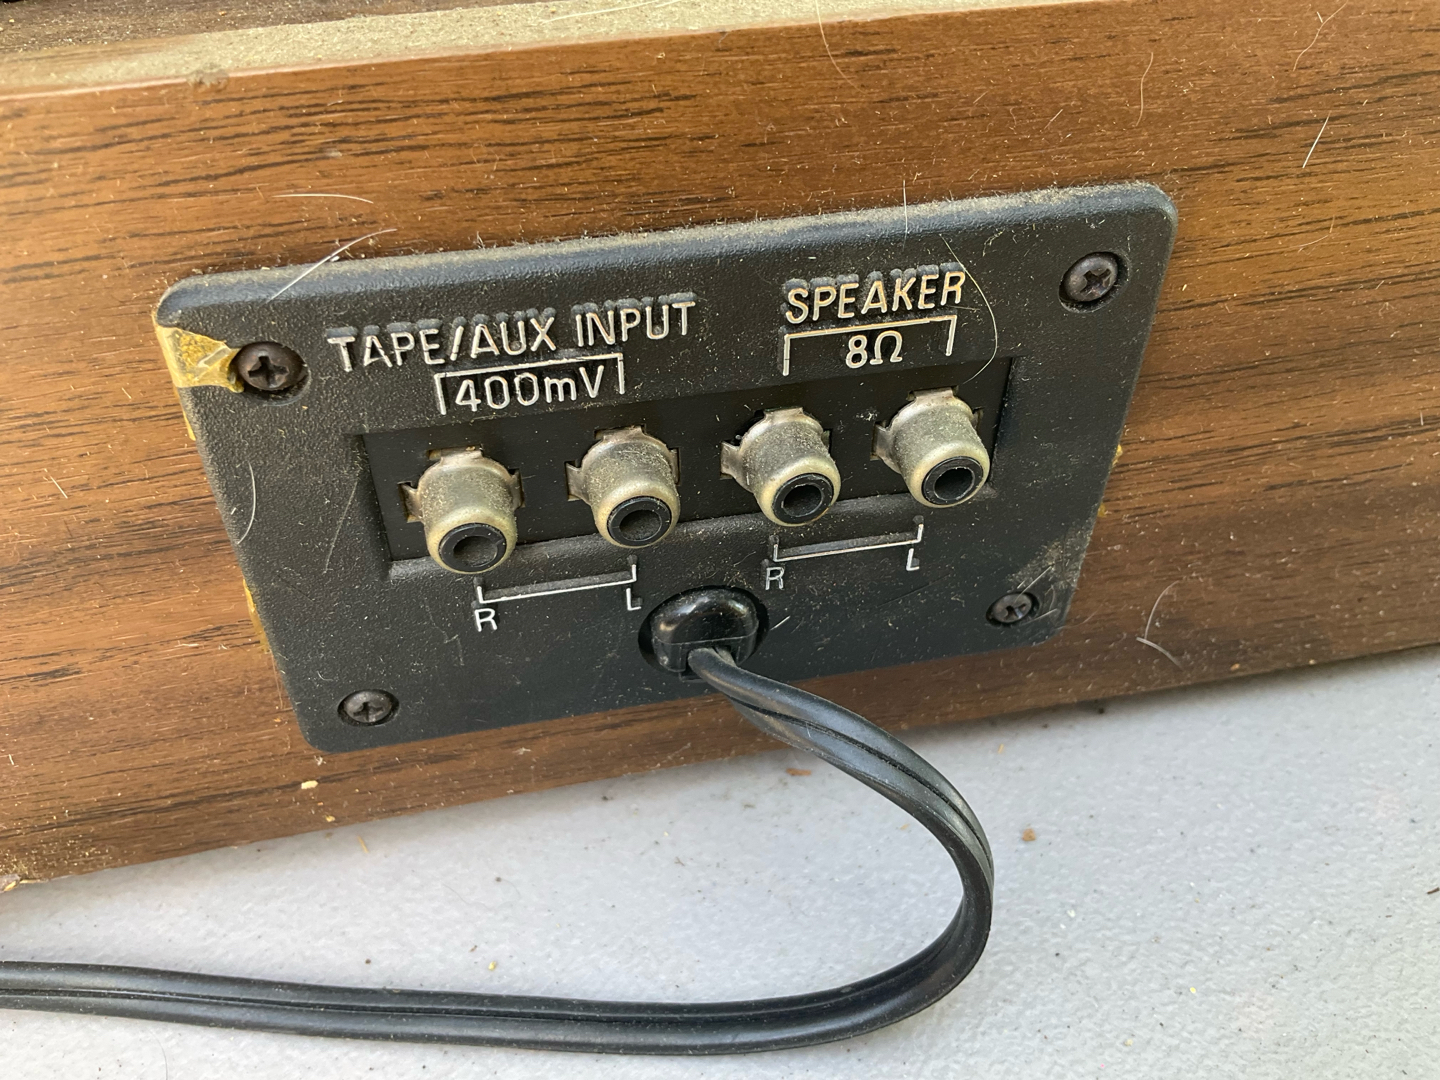 TAPE/AUX INPUT
400mV
SPEAKER
8Ω
R L
R L